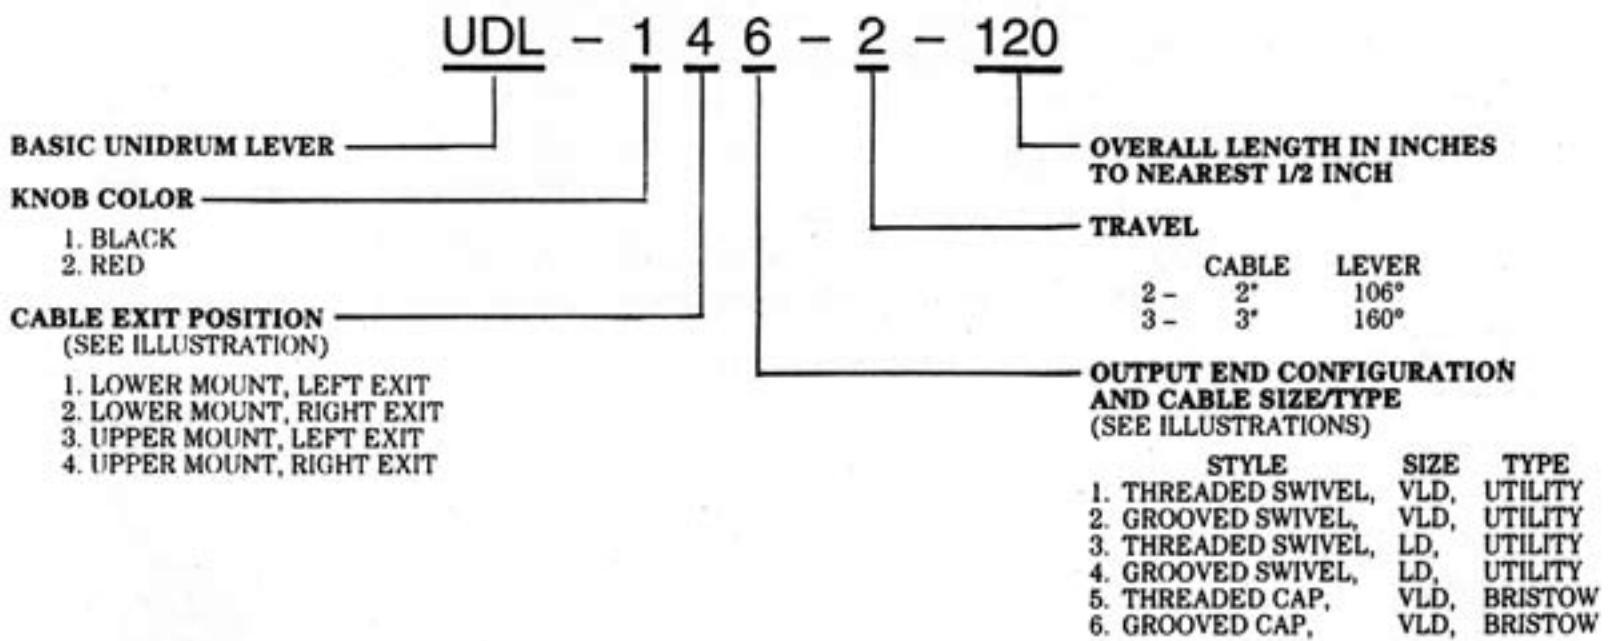 UDL - 1 4 6 - 2 - 120
BASIC UNIDRUM LEVER
KNOB COLOR
1. BLACK
2. RED
CABLE EXIT POSITION
(SEE ILLUSTRATION)
1. LOWER MOUNT, LEFT EXIT
2. LOWER MOUNT, RIGHT EXIT
3. UPPER MOUNT, LEFT EXIT
4. UPPER MOUNT, RIGHT EXIT
OVERALL LENGTH IN INCHES
TO NEAREST 1/2 INCH
TRAVEL
CABLE LEVER
2 - 2" 106°
3 - 3" 160°
OUTPUT END CONFIGURATION
AND CABLE SIZE/TYPE
(SEE ILLUSTRATIONS)
STYLE SIZE TYPE
1. THREADED SWIVEL, VLD, UTILITY
2. GROOVED SWIVEL, VLD, UTILITY
3. THREADED SWIVEL, LD, UTILITY
4. GROOVED SWIVEL, LD, UTILITY
5. THREADED CAP, VLD, BRISTOW
6. GROOVED CAP, VLD, BRISTOW